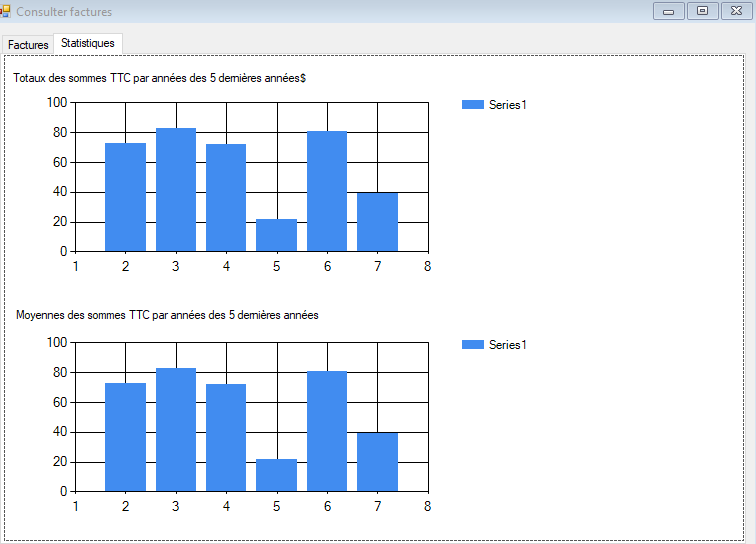 Consulter factures
Factures Statistiques
Totaux des sommes TTC par années des 5 dernières années$
100
80
60
40
20
0
1 2 3 4 5 6 7 8
Series1
Moyennes des sommes TTC par années des 5 dernières années
100
80
60
40
20
0
1 2 3 4 5 6 7 8
Series1